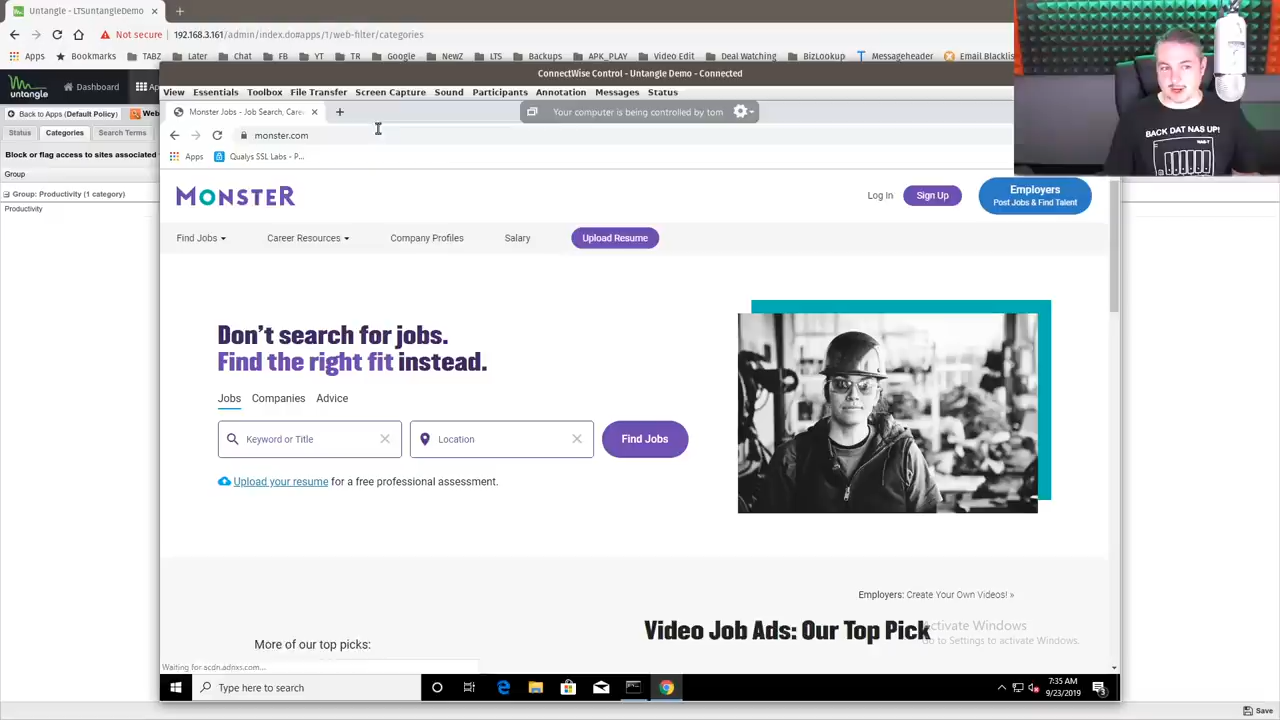 Untangle - LTSuntangleDemo
Not secure 192.168.3.161/admin/index.do#apps/1/web-filter/categories
Apps Bookmarks TABZ Later Chat FB YT TR Google NewZ LTS Backups APK_PLAY Video Edit Deal Watching BizLookup Messageheader Email Blacklis
ConnectWise Control - Untangle Demo - Connected
untangle Dashboard Ap
View Essentials Toolbox File Transfer Screen Capture Sound Participants Annotation Messages Status
Back to Apps (Default Policy) Web
Monster Jobs - Job Search, Care
Your computer is being controlled by tom
Status Categories Search Terms
monster.com
BACK DAT NAS UP!
Block or flag access to sites associated
Apps Qualys SSL Labs - P...
Group
Group: Productivity (1 category)
Productivity
MONSTER
Log In Sign Up
Employers
Post Jobs & Find Talent
Find Jobs Career Resources Company Profiles Salary Upload Resume
Don't search for jobs.
Find the right fit instead.
Jobs Companies Advice
Keyword or Title Location Find Jobs
Upload your resume for a free professional assessment.
Employers: Create Your Own Videos! »
Video Job Ads: Our Top Pick
Activate Windows
Go to Settings to activate Windows.
More of our top picks:
Waiting for acdn.adnxs.com...
Type here to search
7:35 AM
9/23/2019
3
Save